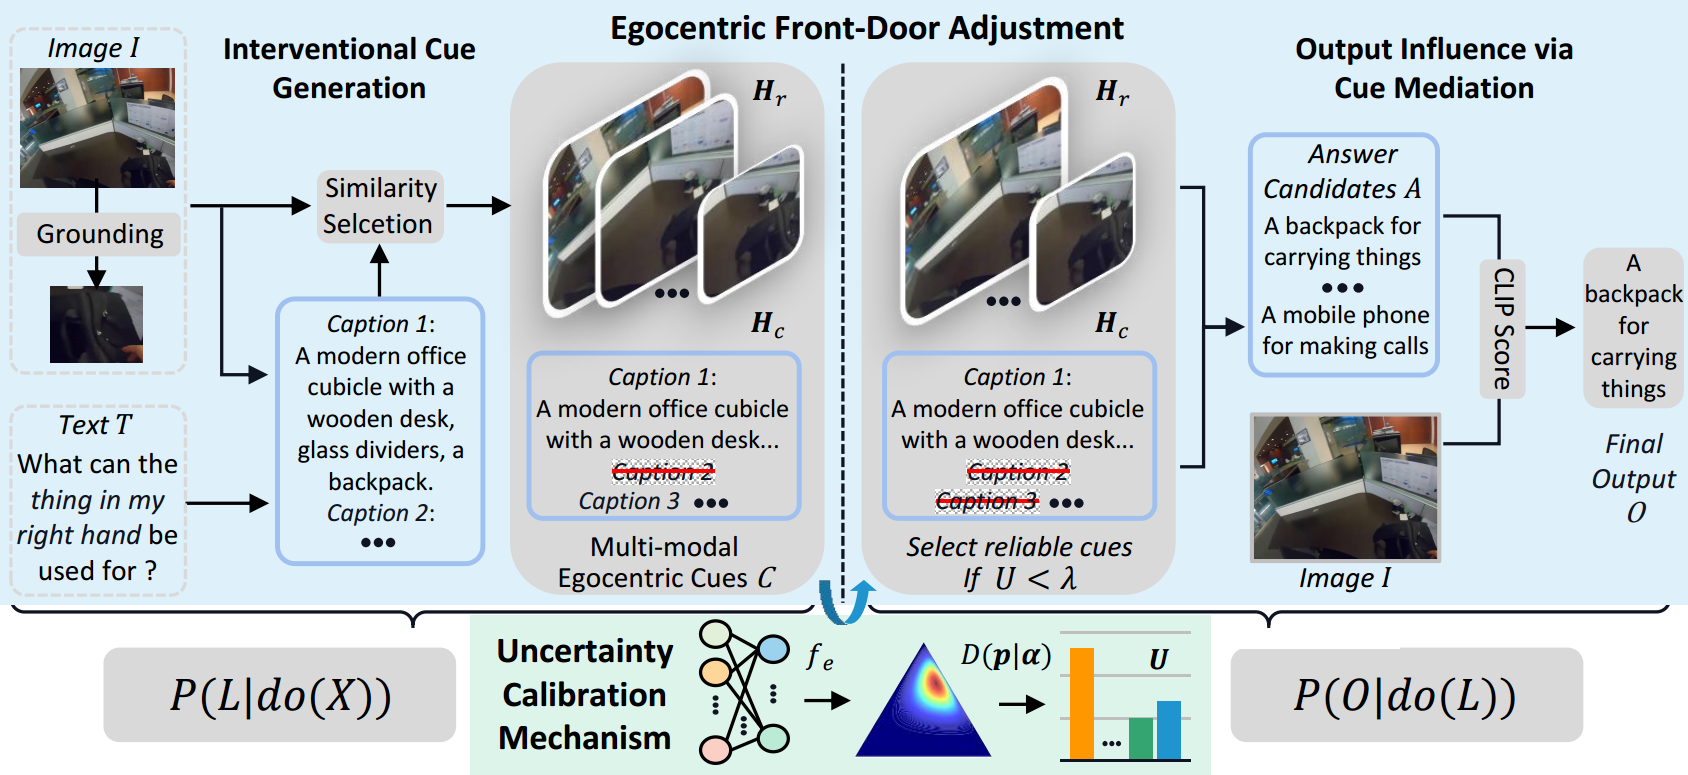 Egocentric Front-Door Adjustment
Image I
Grounding
Text T
What can the
thing in my
right hand be
used for ?
Interventional Cue
Generation
Similarity
Selcetion
Caption 1:
A modern office
cubicle with a
wooden desk,
glass dividers, a
backpack.
Caption 2:
•••
H_r
•••
H_c
Caption 1:
A modern office cubicle
with a wooden desk...
Caption 2
Caption 3 •••
Multi-modal
Egocentric Cues C
H_r
•••
H_c
Caption 1:
A modern office cubicle
with a wooden desk...
Caption 2
Caption 3 •••
Select reliable cues
If U < λ
Output Influence via
Cue Mediation
Answer
Candidates A
A backpack for
carrying things
•••
A mobile phone
for making calls
Image I
CLIP Score
A
backpack
for
carrying
things
Final
Output
O
P(L|do(X))
Uncertainty
Calibration
Mechanism
f_e
D(p|α)
U
•••
P(O|do(L))